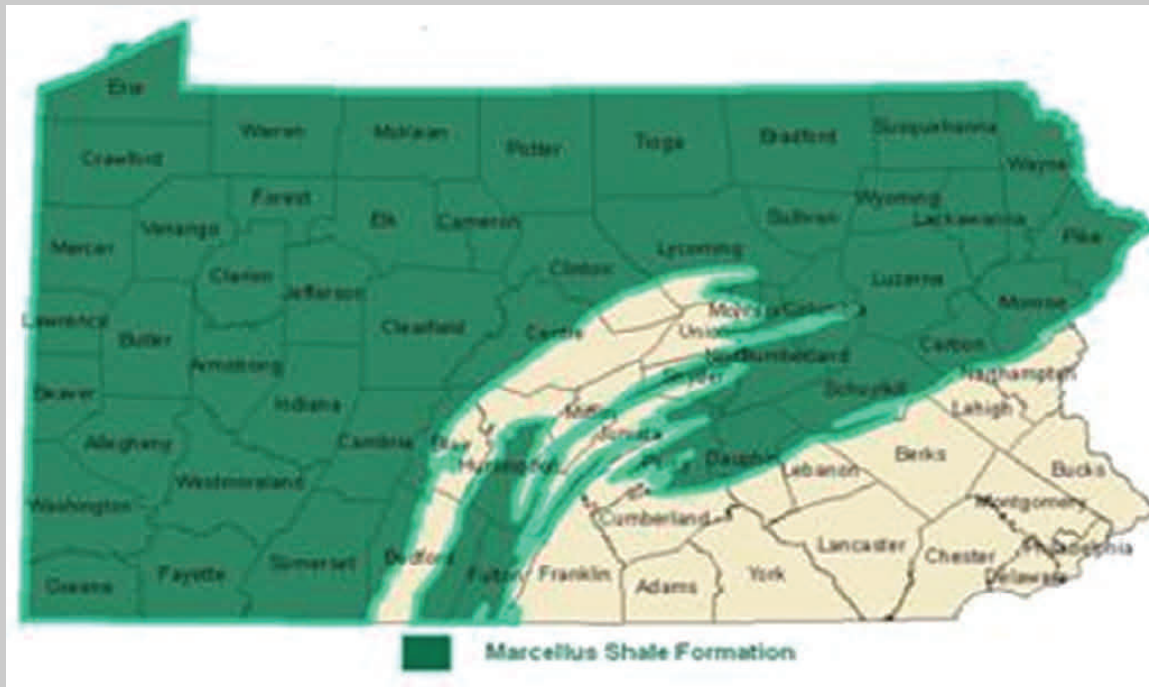 Erie
Warren
McKean
Potter
Tioga
Bradford
Susquehanna
Wayne
Crawford
Forest
Elk
Cameron
Wyoming
Lackawanna
Sullivan
Pike
Mercer
Venango
Clarion
Jefferson
Clinton
Lycoming
Luzerne
Monroe
Lawrence
Butler
Clearfield
Centre
Union
Montour
Columbia
Carbon
Armstrong
Northumberland
Snyder
Schuylkill
Northampton
Lehigh
Beaver
Indiana
Mifflin
Juniata
Allegheny
Cambria
Blair
Huntingdon
Perry
Dauphin
Lebanon
Berks
Bucks
Westmoreland
Washington
Cumberland
Montgomery
Philadelphia
Lancaster
Chester
Delaware
Greene
Fayette
Somerset
Bedford
Fulton
Franklin
Adams
York
Marcellus Shale Formation